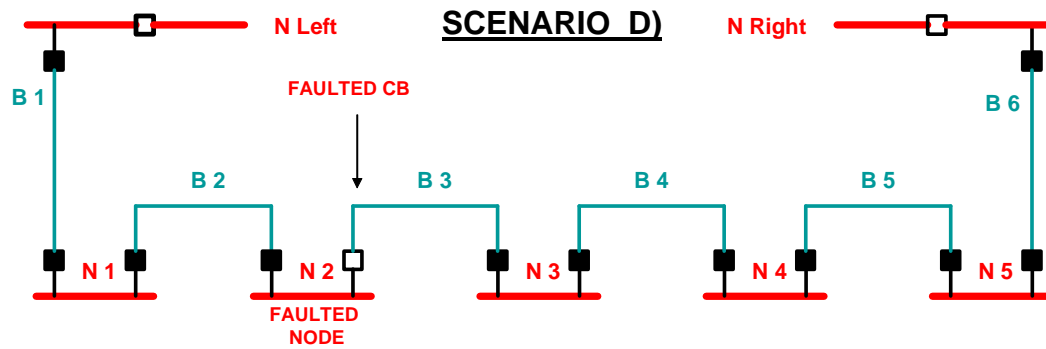 N Left
SCENARIO D)
N Right
B 1
FAULTED CB
B 6
B 2
B 3
B 4
B 5
N 1
N 2
N 3
N 4
N 5
FAULTED
NODE